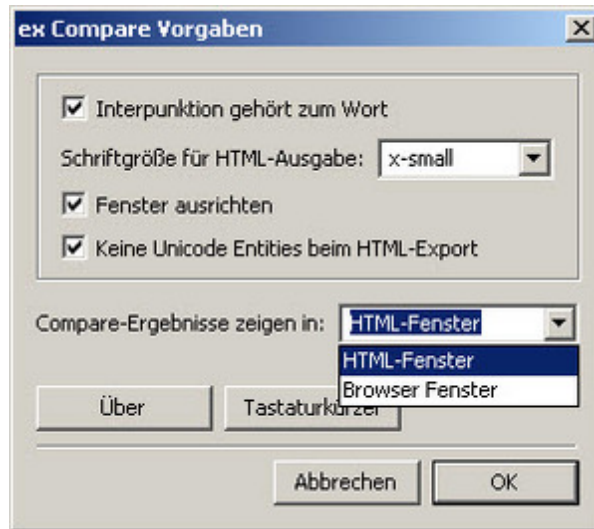 ex Compare Vorgaben
Interpunktion gehört zum Wort
Schriftgröße für HTML-Ausgabe: x-small
Fenster ausrichten
Keine Unicode Entities beim HTML-Export
Compare-Ergebnisse zeigen in: HTML-Fenster
HTML-Fenster
Browser Fenster
Über Tastaturkürzel
Abbrechen OK